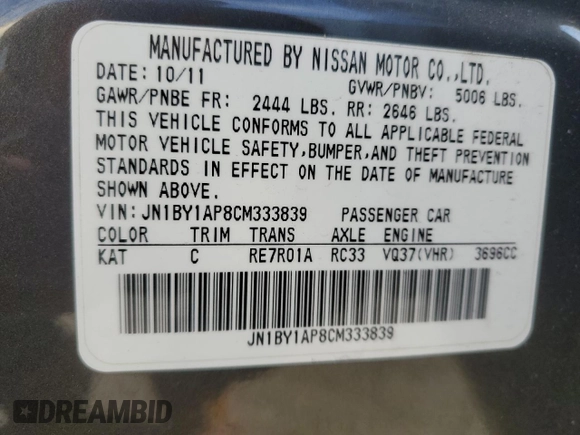 MANUFACTURED BY NISSAN MOTOR CO.,LTD.
DATE: 10/11 GVWR/PNBV: 5006 LBS.
GAWR/PNBE FR: 2444 LBS. RR: 2646 LBS.
THIS VEHICLE CONFORMS TO ALL APPLICABLE FEDERAL
MOTOR VEHICLE SAFETY,BUMPER,AND THEFT PREVENTION
STANDARDS IN EFFECT ON THE DATE OF MANUFACTURE
SHOWN ABOVE.
VIN: JN1BY1AP8CM333839 PASSENGER CAR
COLOR TRIM TRANS AXLE ENGINE
KAT C RE7R01A RC33 VQ37(VHR) 3696CC
JN1BY1AP8CM333839
DREAMBID